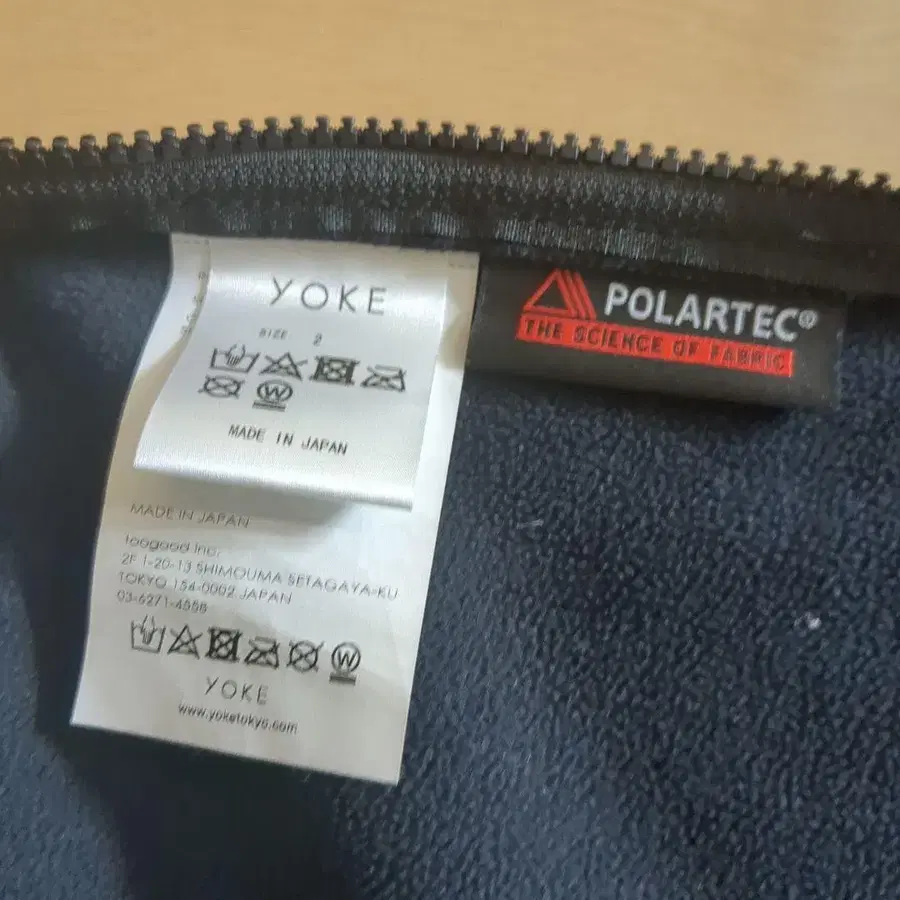 YOKE
SIZE 2
W
MADE IN JAPAN
MADE IN JAPAN
toogood Inc.
2F 1-20-13 SHIMOUMA SETAGAYA-KU
TOKYO 154-0002 JAPAN
03-6271-4558
W
YOKE
www.yoketokyo.com
POLARTEC®
THE SCIENCE OF FABRIC